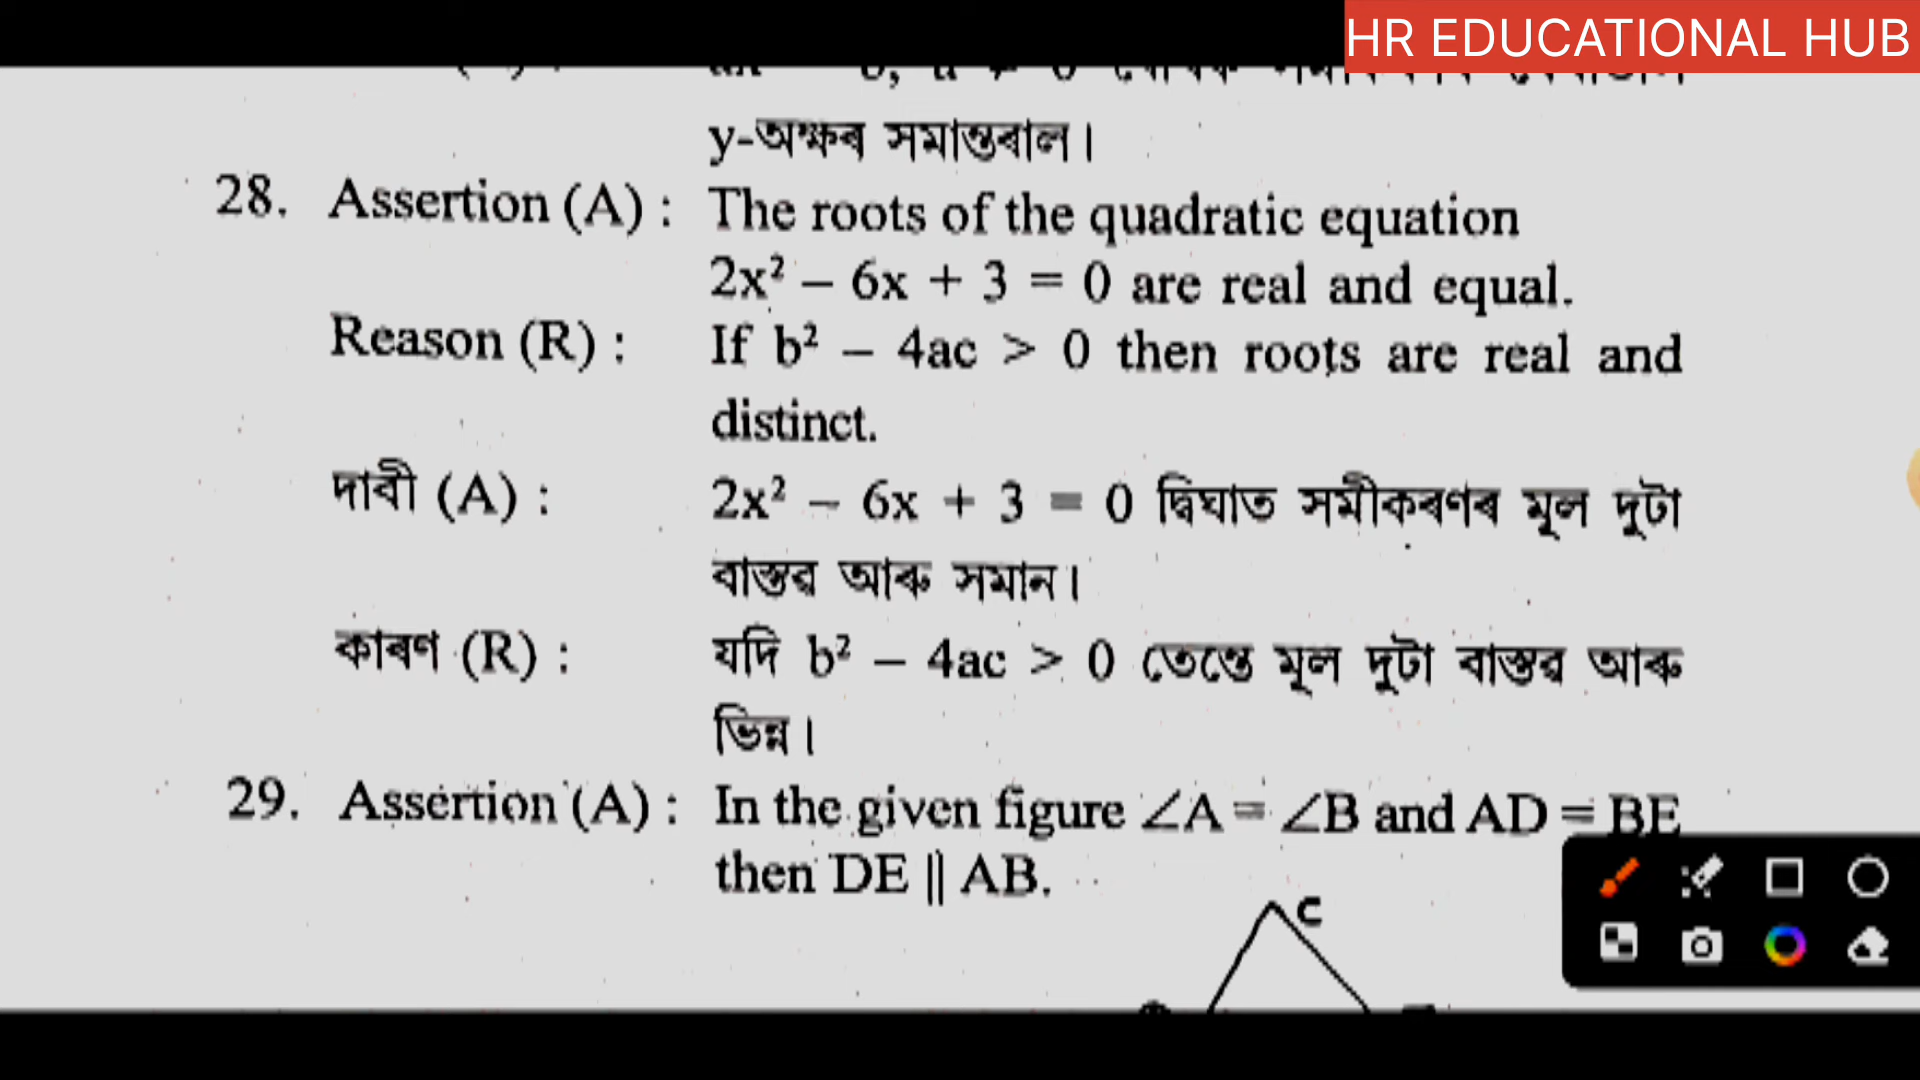 HR EDUCATIONAL HUB
y-অক্ষৰ সমান্তৰাল।
28. Assertion (A) : The roots of the quadratic equation
2x² – 6x + 3 = 0 are real and equal.
Reason (R) : If b² – 4ac > 0 then roots are real and
distinct.
দাবী (A) : 2x² – 6x + 3 = 0 দ্বিঘাত সমীকৰণৰ মূল দুটা
বাস্তৱ আৰু সমান।
কাৰণ (R) : যদি b² – 4ac > 0 তেন্তে মূল দুটা বাস্তৱ আৰু
ভিন্ন।
29. Assertion (A) : In the given figure ∠A = ∠B and AD = BE
then DE || AB.
C